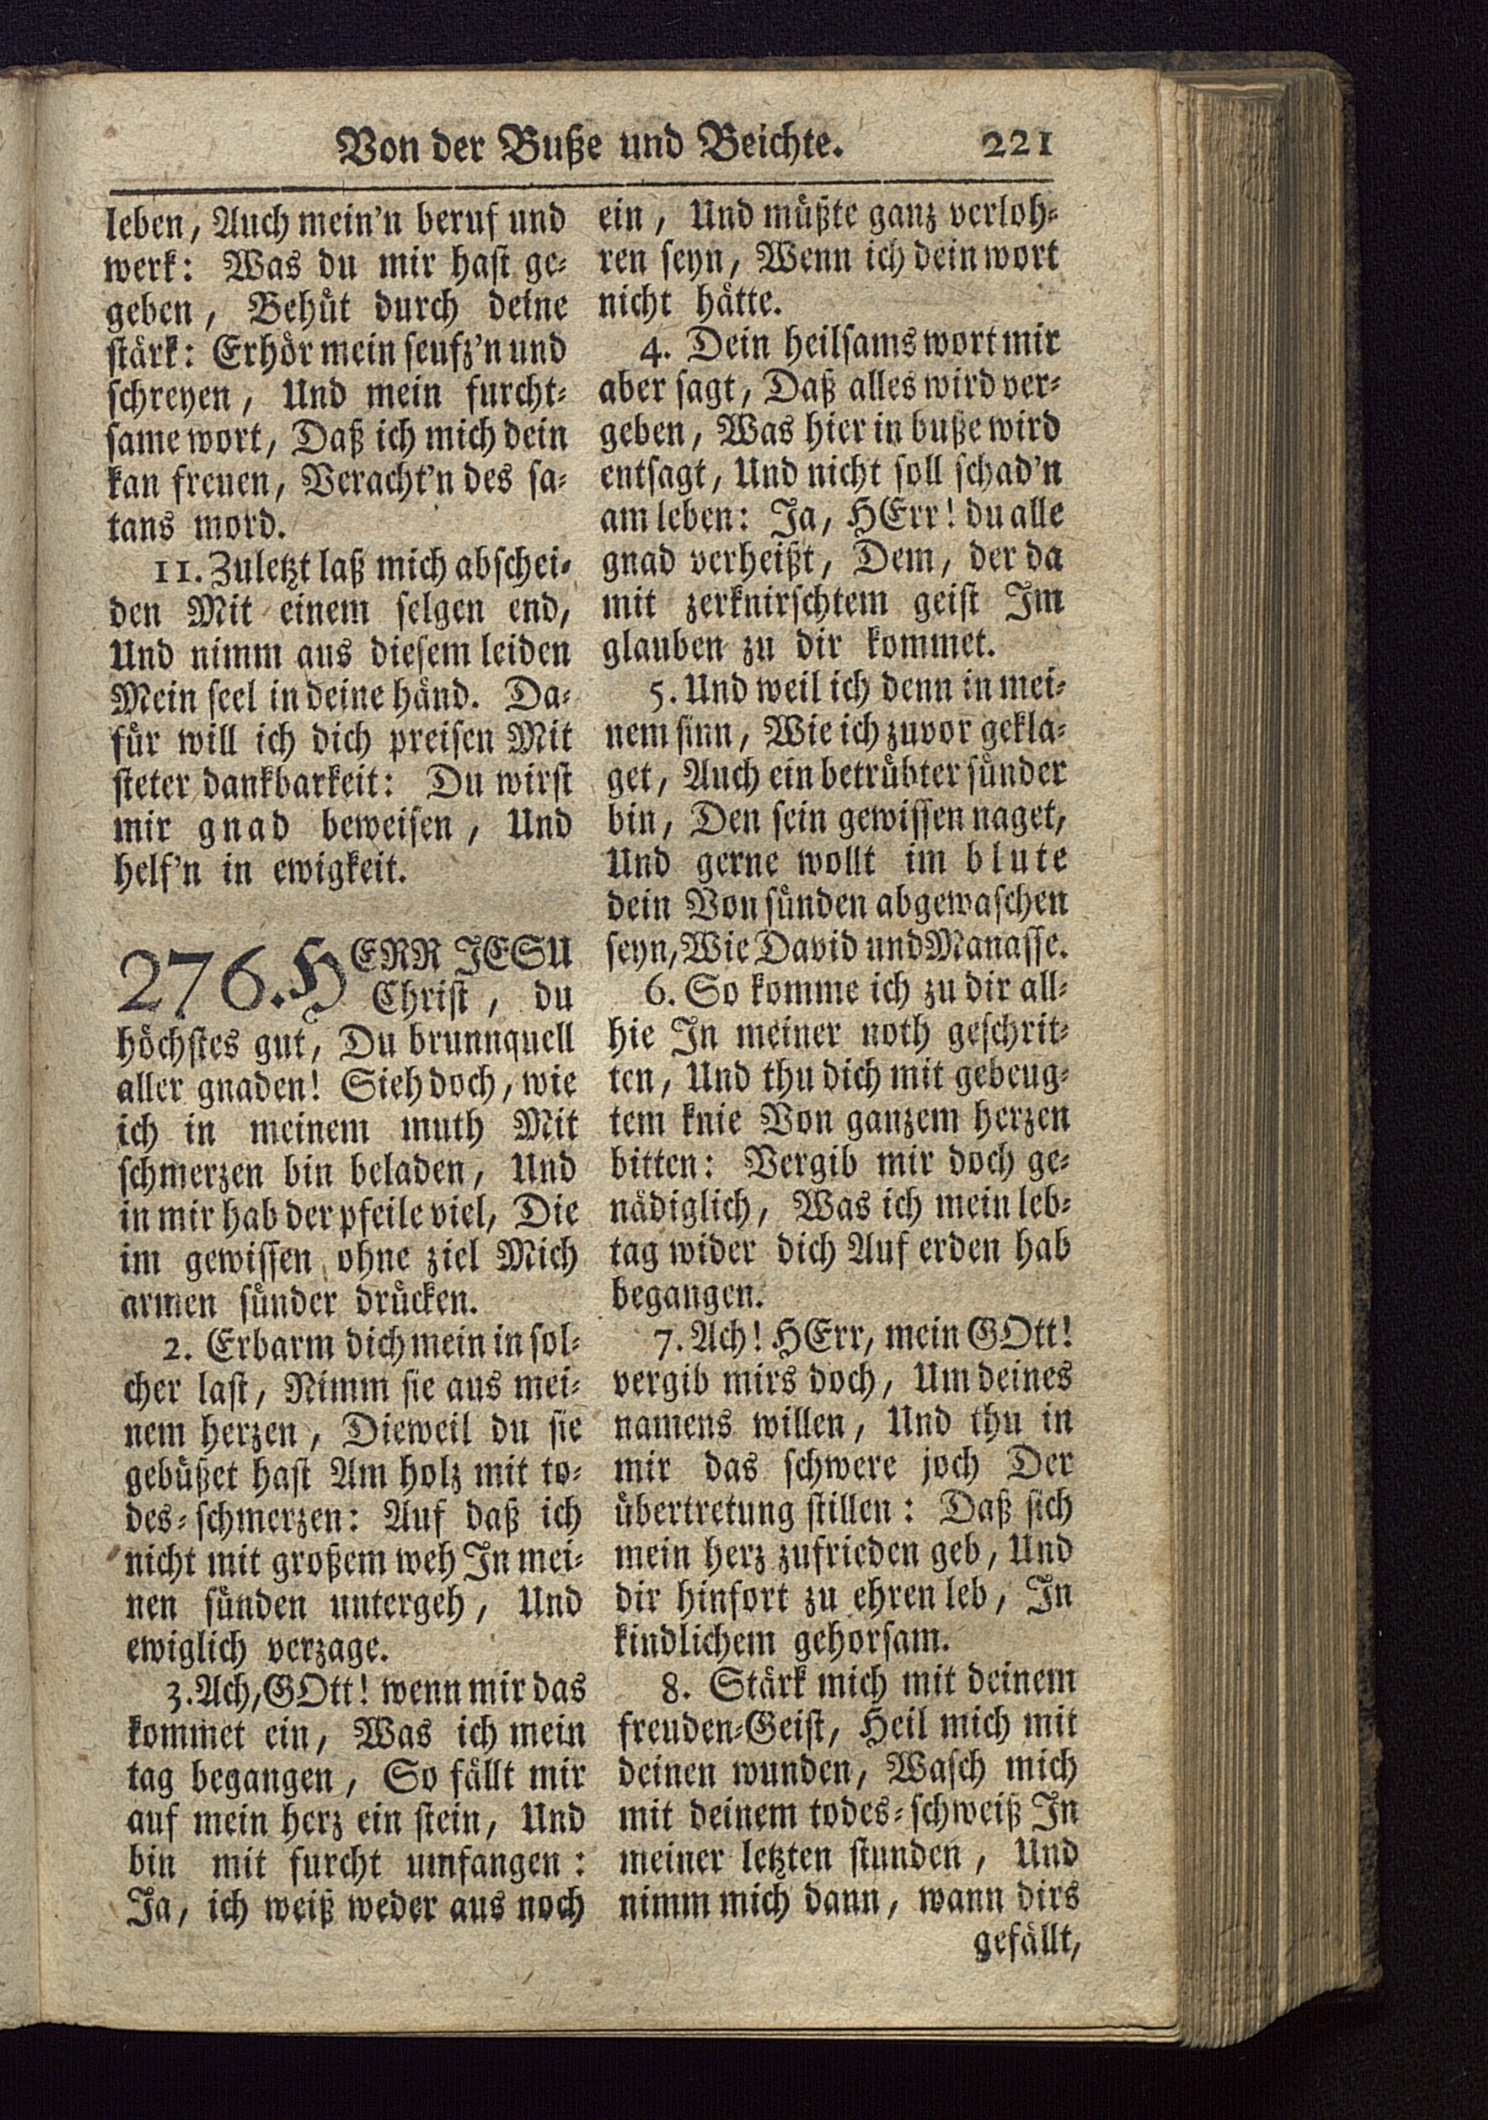 Von der Buße und Beichte. 221
leben, Auch mein'n beruf und
werk: Was du mir hast ge-
geben, Behüt durch deine
stärk: Erhör mein seufz'n und
schreyen, Und mein furcht-
same wort, Daß ich mich dein
kan freuen, Veracht'n des sa-
tans mord.
11. Zuletzt laß mich abschei-
den Mit einem selgen end,
Und nimm aus diesem leiden
Mein seel in deine händ. Da-
für will ich dich preisen Mit
steter dankbarkeit: Du wirst
mir gnad beweisen, Und
helf'n in ewigkeit.
276. HERR JESU
Christ, du
höchstes gut, Du brunnquell
aller gnaden! Sieh doch, wie
ich in meinem muth Mit
schmerzen bin beladen, Und
in mir hab der pfeile viel, Die
im gewissen ohne ziel Mich
armen sünder drücken.
2. Erbarm dich mein in sol-
cher last, Nimm sie aus mei-
nem herzen, Dieweil du sie
gebüßet hast Am holz mit to-
des-schmerzen: Auf daß ich
nicht mit großem weh In mei-
nen sünden untergeh, Und
ewiglich verzage.
3. Ach, GOtt! wenn mir das
kommet ein, Was ich mein
tag begangen, So fällt mir
auf mein herz ein stein, Und
bin mit furcht umfangen:
Ja, ich weiß weder aus noch
ein, Und müßte ganz verloh-
ren seyn, Wenn ich dein wort
nicht hätte.
4. Dein heilsams wort mir
aber sagt, Daß alles wird ver-
geben, Was hier in buße wird
entsagt, Und nicht soll schad'n
am leben: Ja, HErr! du alle
gnad verheißt, Dem, der da
mit zerknirschtem geist Im
glauben zu dir kommet.
5. Und weil ich denn in mei-
nem sinn, Wie ich zuvor gekla-
get, Auch ein betrübter sünder
bin, Den sein gewissen naget,
Und gerne wollt im blute
dein Von sünden abgewaschen
seyn, Wie David und Manasse.
6. So komme ich zu dir all-
hie In meiner noth geschrit-
ten, Und thu dich mit gebeug-
tem knie Von ganzem herzen
bitten: Vergib mir doch ge-
nädiglich, Was ich mein leb-
tag wider dich Auf erden hab
begangen.
7. Ach! HErr, mein GOtt!
vergib mirs doch, Um deines
namens willen, Und thu in
mir das schwere joch Der
übertretung stillen: Daß sich
mein herz zufrieden geb, Und
dir hinfort zu ehren leb, In
kindlichem gehorsam.
8. Stärk mich mit deinem
freuden-Geist, Heil mich mit
deinen wunden, Wasch mich
mit deinem todes-schweiß In
meiner letzten stunden, Und
nimm mich dann, wann dirs
gefällt,